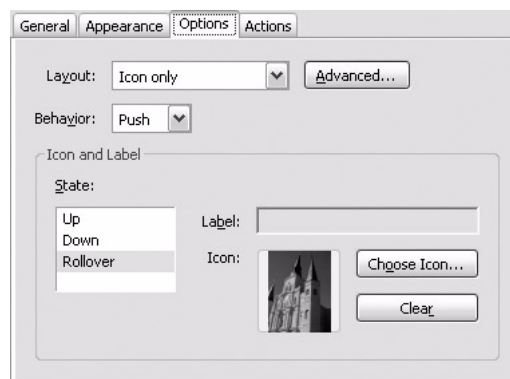 General Appearance Options Actions
Layout: Icon only Advanced...
Behavior: Push
Icon and Label
State:
Up
Down
Rollover
Label:
Icon: Choose Icon...
Clear